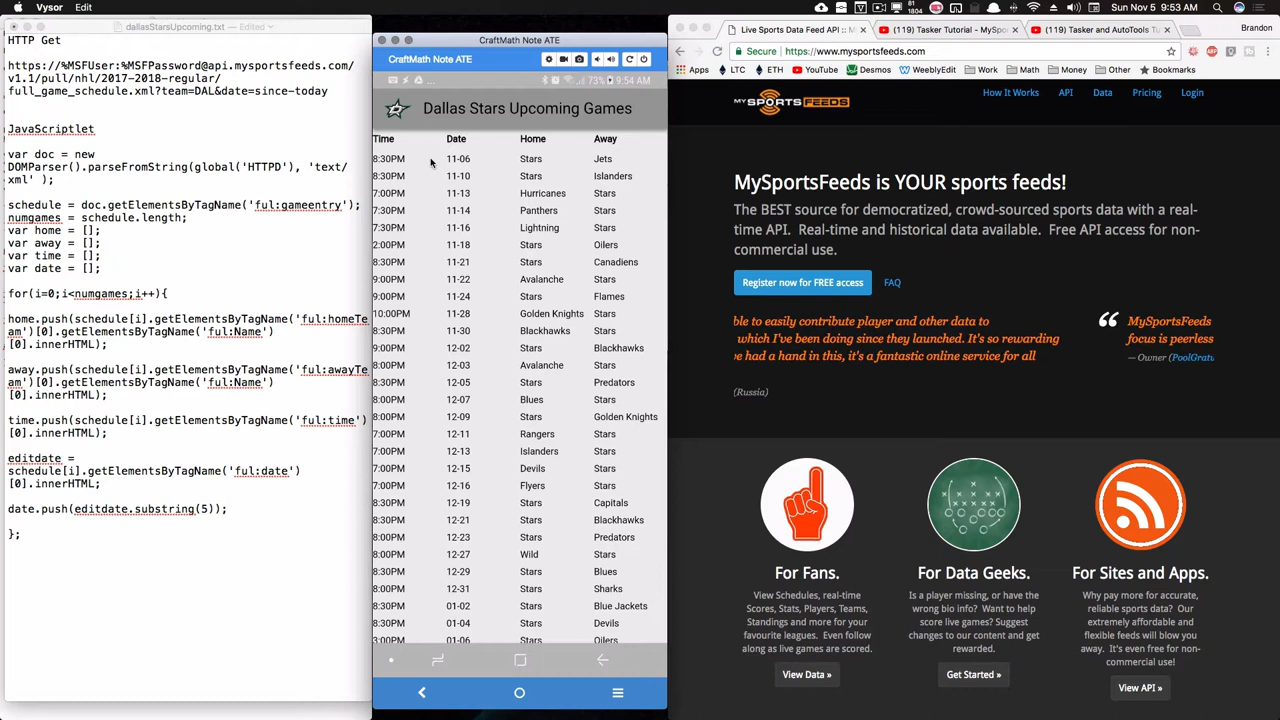 Vysor Edit
81
1804
Sun Nov 5 9:53 AM Brandon
dallasStarsUpcoming.txt — Edited
HTTP Get
https://%MSFUser:%MSFPassword@api.mysportsfeeds.com/
v1.1/pull/nhl/2017-2018-regular/
full_game_schedule.xml?team=DAL&date=since-today
JavaScriptlet
var doc = new
DOMParser().parseFromString(global('HTTPD'), 'text/
xml' );
schedule = doc.getElementsByTagName('ful:gameentry');
numgames = schedule.length;
var home = [];
var away = [];
var time = [];
var date = [];
for(i=0;i<numgames;i++){
home.push(schedule[i].getElementsByTagName('ful:homeTe
am')[0].getElementsByTagName('ful:Name')
[0].innerHTML);
away.push(schedule[i].getElementsByTagName('ful:awayTe
am')[0].getElementsByTagName('ful:Name')
[0].innerHTML);
time.push(schedule[i].getElementsByTagName('ful:time')
[0].innerHTML);
editdate =
schedule[i].getElementsByTagName('ful:date')
[0].innerHTML;
date.push(editdate.substring(5));
};
CraftMath Note ATE
CraftMath Note ATE
... 73% 9:54 AM
Dallas Stars Upcoming Games
Time Date Home Away
8:30PM 11-06 Stars Jets
8:30PM 11-10 Stars Islanders
7:00PM 11-13 Hurricanes Stars
7:30PM 11-14 Panthers Stars
7:30PM 11-16 Lightning Stars
2:00PM 11-18 Stars Oilers
8:30PM 11-21 Stars Canadiens
9:00PM 11-22 Avalanche Stars
9:00PM 11-24 Stars Flames
10:00PM 11-28 Golden Knights Stars
8:30PM 11-30 Blackhawks Stars
9:00PM 12-02 Stars Blackhawks
8:00PM 12-03 Avalanche Stars
8:30PM 12-05 Stars Predators
8:00PM 12-07 Blues Stars
8:00PM 12-09 Stars Golden Knights
7:00PM 12-11 Rangers Stars
7:00PM 12-13 Islanders Stars
7:00PM 12-15 Devils Stars
7:00PM 12-16 Flyers Stars
8:30PM 12-19 Stars Capitals
8:30PM 12-21 Stars Blackhawks
8:00PM 12-23 Stars Predators
8:00PM 12-27 Wild Stars
8:30PM 12-29 Stars Blues
8:00PM 12-31 Stars Sharks
8:30PM 01-02 Stars Blue Jackets
8:30PM 01-04 Stars Devils
3:00PM 01-06 Stars Oilers
Live Sports Data Feed API :: M
(119) Tasker Tutorial - YouTub
(119) Tasker and AutoTools Tu
Brandon
Secure https://www.mysportsfeeds.com
Apps LTC ETH YouTube Desmos WeeblyEdit Work Math Movies Other Bookmarks
MYSPORTSFEEDS
How It Works API Data Pricing Login
MySportsFeeds is YOUR sports feeds!
The BEST source for democratized, crowd-sourced sports data with a real-
time API. Real-time and historical data available. Free API access for non-
commercial use.
Register now for FREE access
FAQ
ble to easily contribute player and other data to
which I've been doing since they launched. It's so rewarding
ve had a hand in this, it's a fantastic online service for all
(Russia)
MySportsFeeds
focus is peerless
— Owner (PoolGratu
For Fans.
View Schedules, real-time
Scores, Stats, Players, Teams,
Standings and more for your
favourite leagues. Even follow
along as live games are scored.
View Data »
For Data Geeks.
Is a player missing, or have the
wrong bio info? Want to help
score live games? Suggest
changes to our content and get
rewarded.
Get Started »
For Sites and Apps.
Why pay more for accurate,
reliable sports data? Our
extremely affordable and
flexible feeds will blow you
away. It's even free for non-
commercial use!
View API »